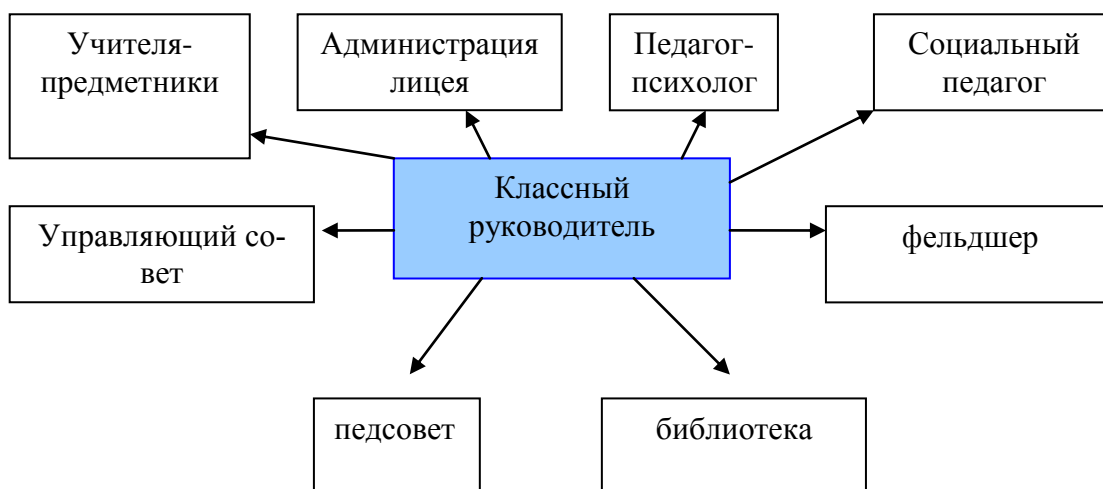 Учителя-
предметники
Администрация
лицея
Педагог-
психолог
Социальный
педагог
Классный
руководитель
Управляющий со-
вет
фельдшер
педсовет
библиотека